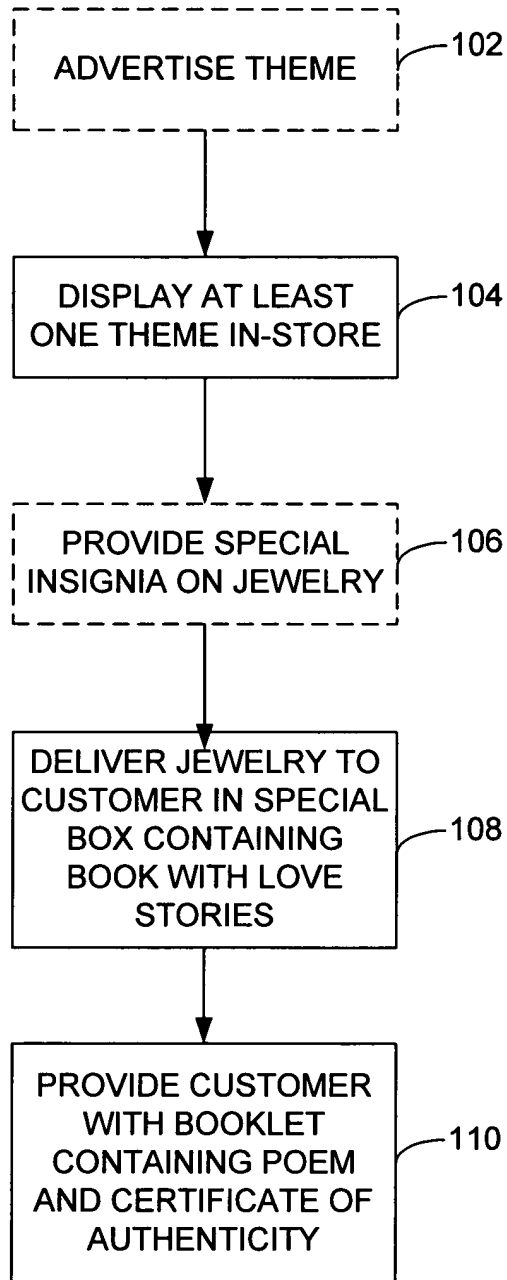 ADVERTISE THEME
102
DISPLAY AT LEAST
ONE THEME IN-STORE
104
PROVIDE SPECIAL
INSIGNIA ON JEWELRY
106
DELIVER JEWELRY TO
CUSTOMER IN SPECIAL
BOX CONTAINING
BOOK WITH LOVE
STORIES
108
PROVIDE CUSTOMER
WITH BOOKLET
CONTAINING POEM
AND CERTIFICATE OF
AUTHENTICITY
110